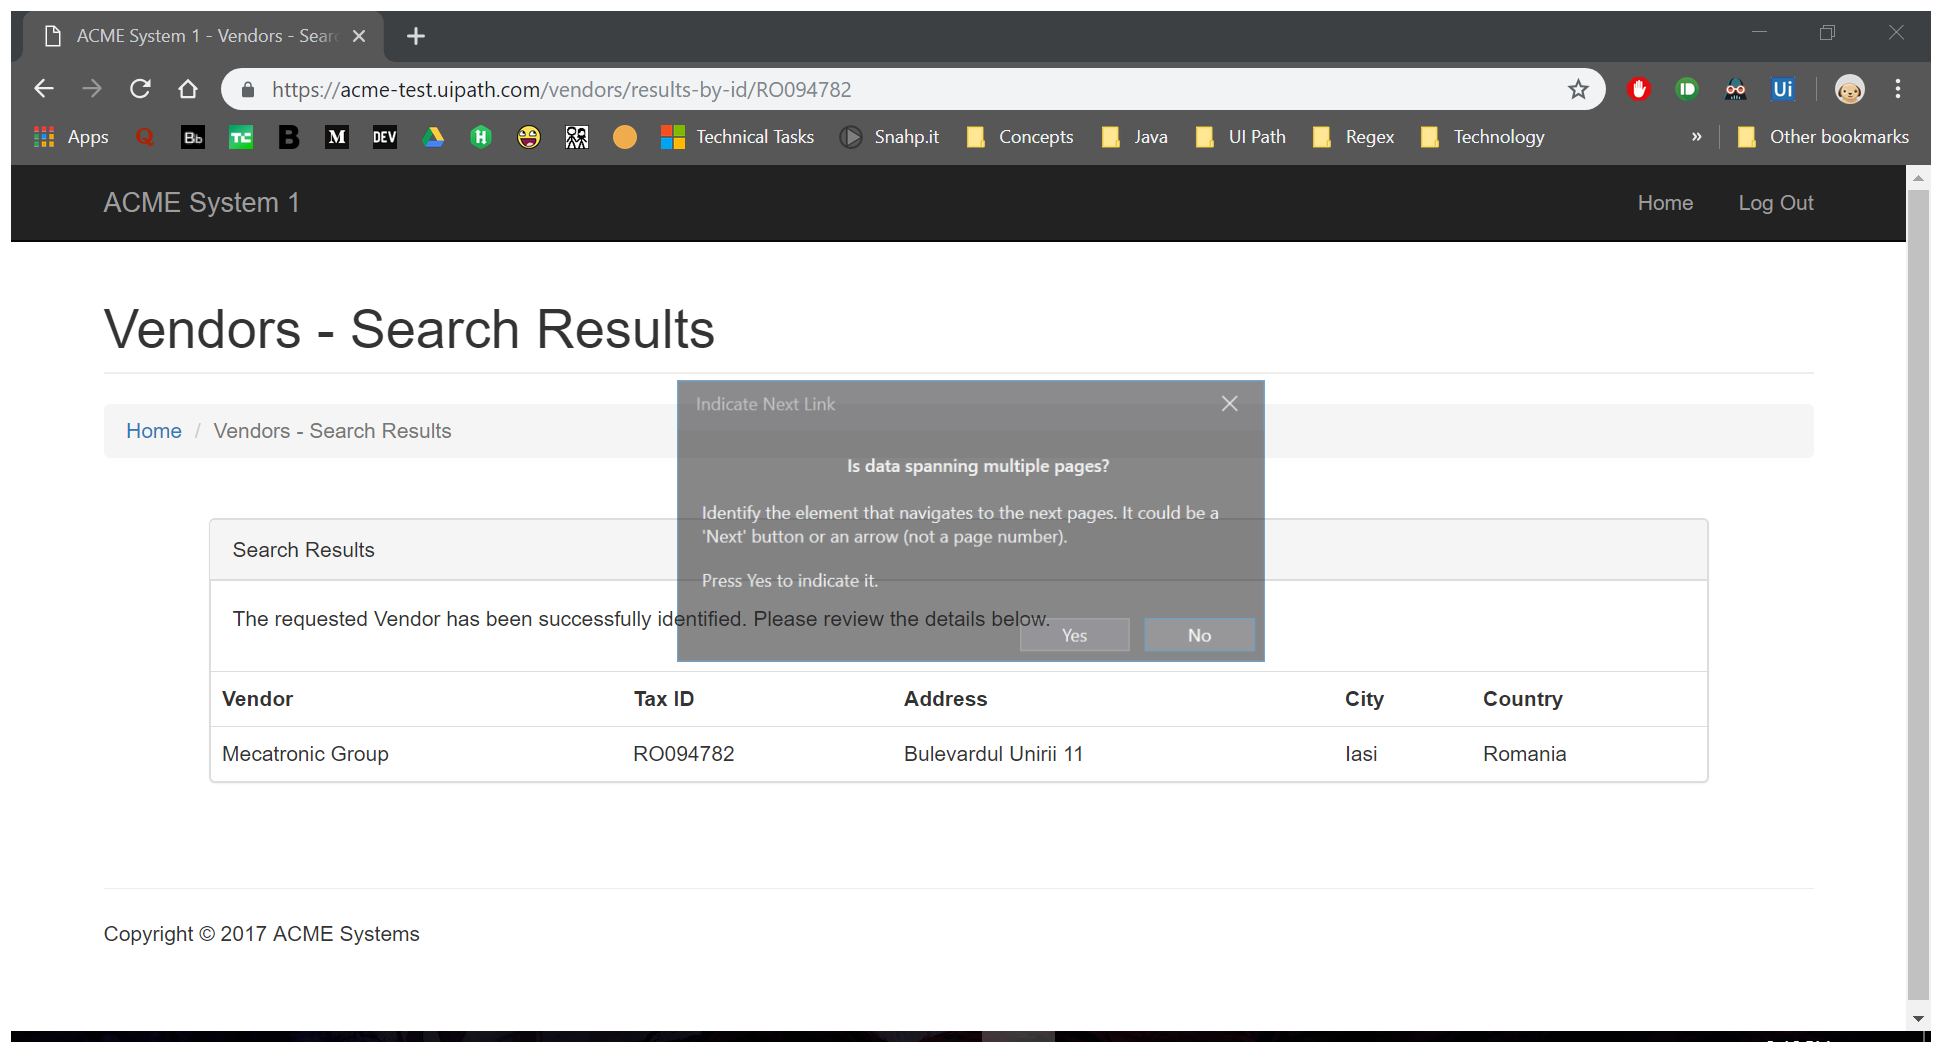 ACME System 1 - Vendors - Sear
https://acme-test.uipath.com/vendors/results-by-id/RO094782
Ui
Apps Q Bb TC B M DEV H Technical Tasks Snahp.it Concepts Java UI Path Regex Technology » Other bookmarks
ACME System 1 Home Log Out
Vendors - Search Results
Home / Vendors - Search Results
Indicate Next Link
Is data spanning multiple pages?
Identify the element that navigates to the next pages. It could be a
'Next' button or an arrow (not a page number).
Press Yes to indicate it.
Yes No
Search Results
The requested Vendor has been successfully identified. Please review the details below.
Vendor Tax ID Address City Country
Mecatronic Group RO094782 Bulevardul Unirii 11 Iasi Romania
Copyright © 2017 ACME Systems